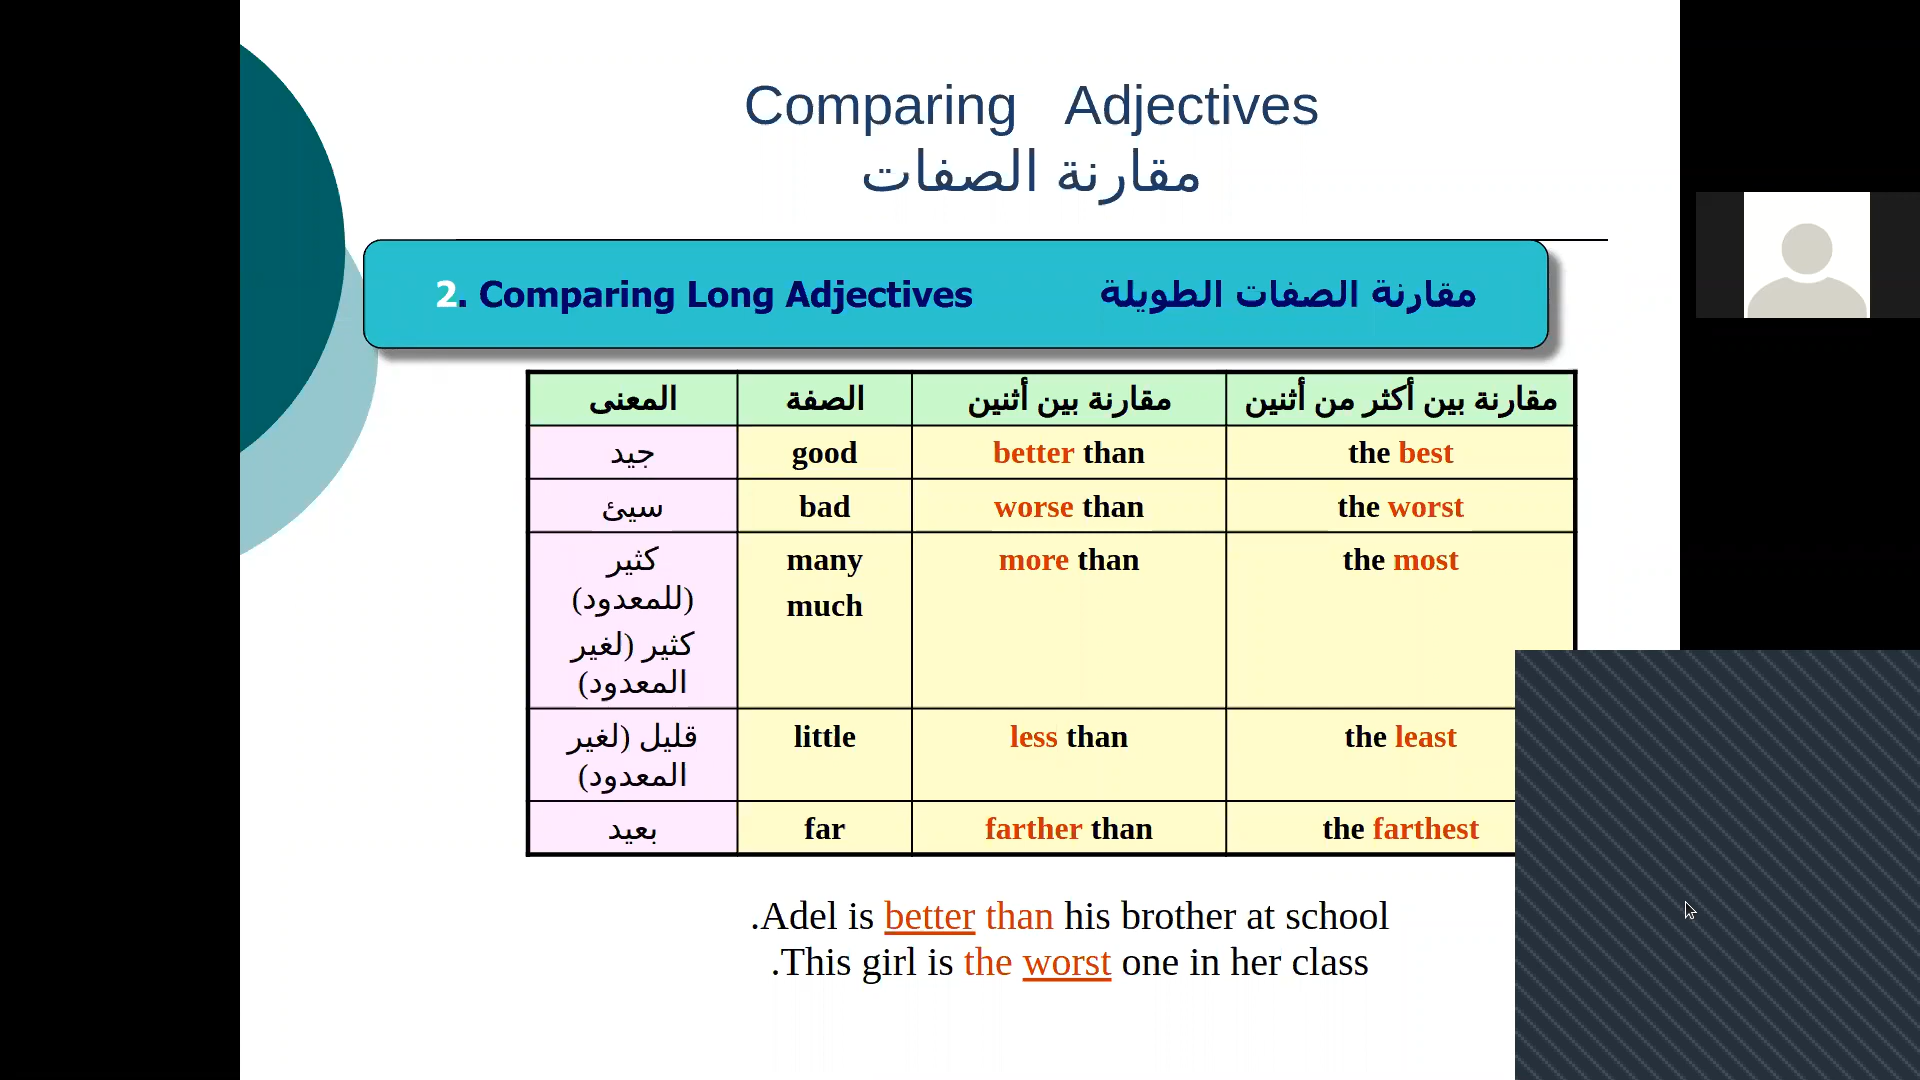 Comparing Adjectives
مقارنة الصفات
2. Comparing Long Adjectives مقارنة الصفات الطويلة
المعنى الصفة مقارنة بين أثنين مقارنة بين أكثر من أثنين
جيد good better than the best
سيئ bad worse than the worst
كثير many more than the most
(للمعدود) much
كثير (لغير
المعدود)
قليل (لغير little less than the least
المعدود)
بعيد far farther than the farthest
.Adel is better than his brother at school
.This girl is the worst one in her class